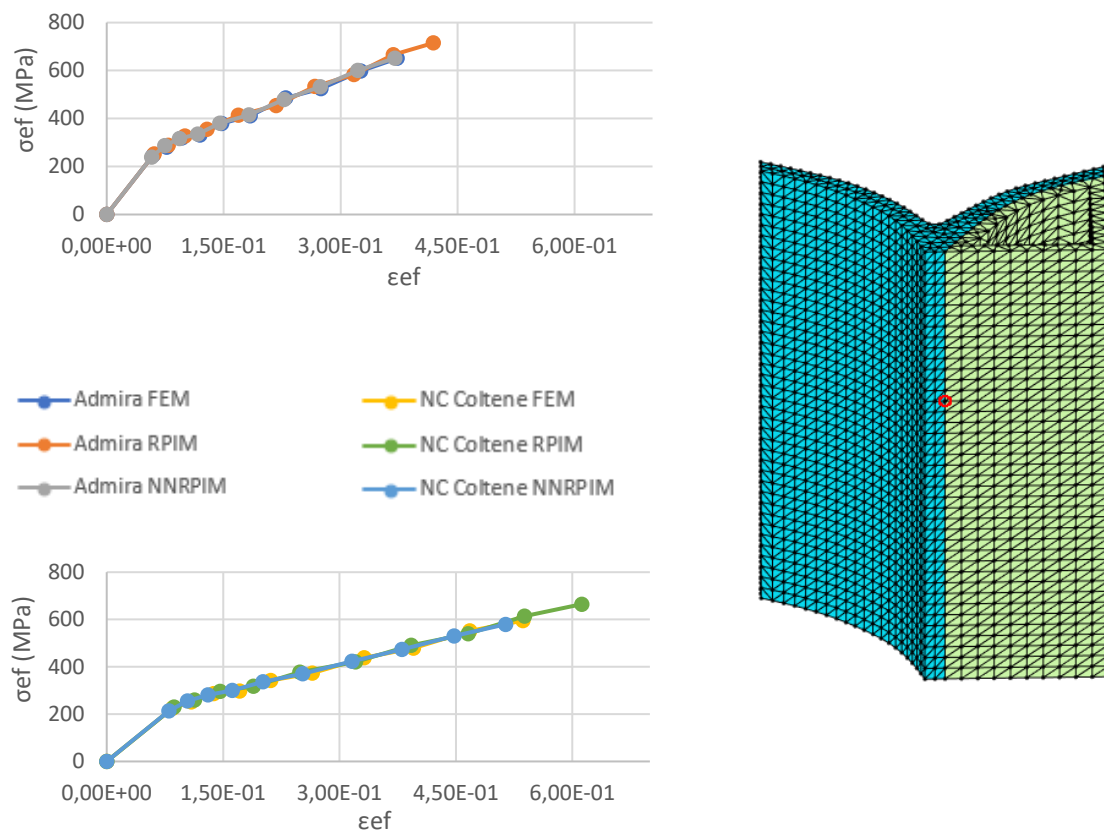 800
600
400
200
0
σef (MPa)
0,00E+00 1,50E-01 3,00E-01 4,50E-01 6,00E-01
εef
Admira FEM NC Coltene FEM
Admira RPIM NC Coltene RPIM
Admira NNRPIM NC Coltene NNRPIM
800
600
400
200
0
σef (MPa)
0,00E+00 1,50E-01 3,00E-01 4,50E-01 6,00E-01
εef